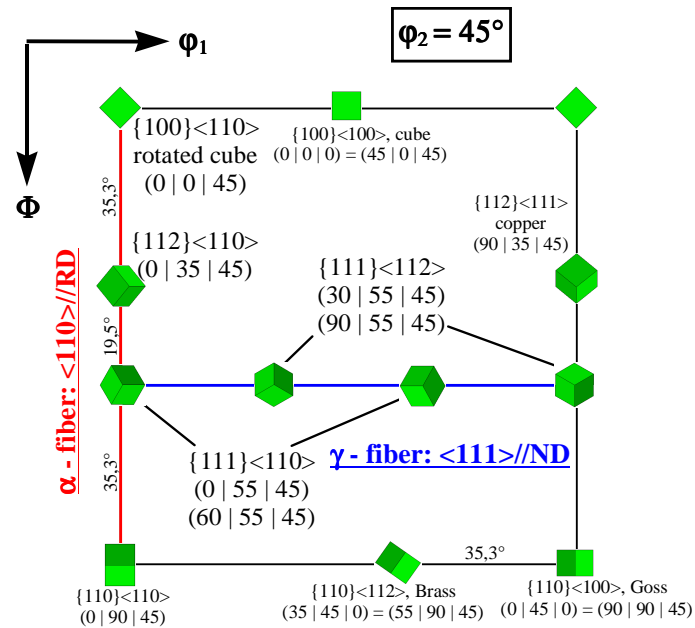 φ₁
φ₂ = 45°
Φ
{100}<110>
rotated cube
(0 | 0 | 45)
{100}<100>, cube
(0 | 0 | 0) = (45 | 0 | 45)
35,3°
{112}<111>
copper
(90 | 35 | 45)
{112}<110>
(0 | 35 | 45)
{111}<112>
(30 | 55 | 45)
(90 | 55 | 45)
α - fiber: <110>//RD
19,5°
{111}<110>
(0 | 55 | 45)
(60 | 55 | 45)
γ - fiber: <111>//ND
35,3°
35,3°
{110}<110>
(0 | 90 | 45)
{110}<112>, Brass
(35 | 45 | 0) = (55 | 90 | 45)
{110}<100>, Goss
(0 | 45 | 0) = (90 | 90 | 45)